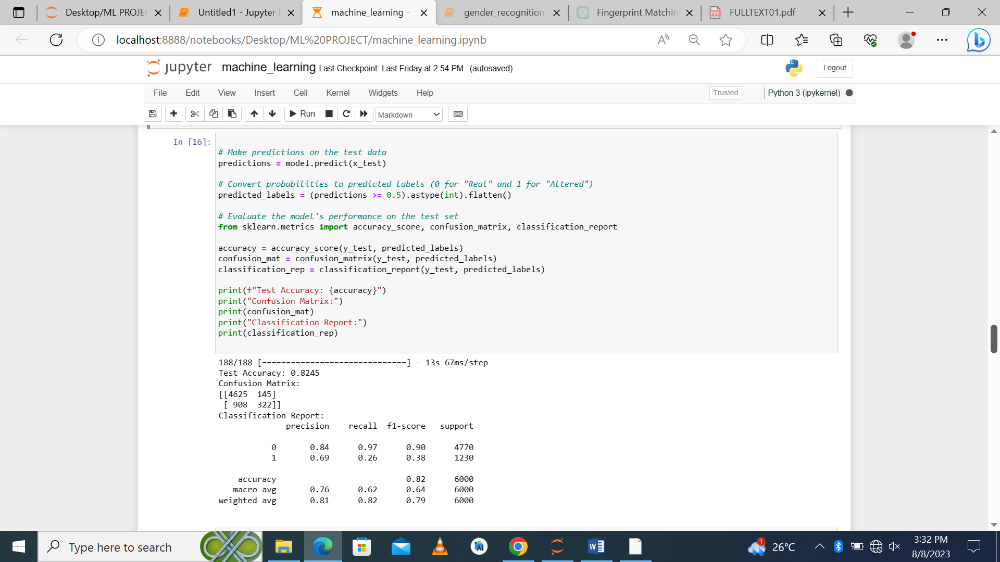 Desktop/ML PROJEC
Untitled1 - Jupyter
machine_learning -
gender_recognition
Fingerprint Matchin
FULLTEXT01.pdf
localhost:8888/notebooks/Desktop/ML%20PROJECT/machine_learning.ipynb
jupyter machine_learning Last Checkpoint: Last Friday at 2:54 PM (autosaved)
Logout
File Edit View Insert Cell Kernel Widgets Help
Trusted
Python 3 (ipykernel)
Run
Markdown
In [16]:
# Make predictions on the test data
predictions = model.predict(x_test)
# Convert probabilities to predicted labels (0 for "Real" and 1 for "Altered")
predicted_labels = (predictions >= 0.5).astype(int).flatten()
# Evaluate the model's performance on the test set
from sklearn.metrics import accuracy_score, confusion_matrix, classification_report
accuracy = accuracy_score(y_test, predicted_labels)
confusion_mat = confusion_matrix(y_test, predicted_labels)
classification_rep = classification_report(y_test, predicted_labels)
print(f"Test Accuracy: {accuracy}")
print("Confusion Matrix:")
print(confusion_mat)
print("Classification Report:")
print(classification_rep)
188/188 [==============================] - 13s 67ms/step
Test Accuracy: 0.8245
Confusion Matrix:
[[4625  145]
 [ 908  322]]
Classification Report:
              precision    recall  f1-score   support
           0       0.84      0.97      0.90      4770
           1       0.69      0.26      0.38      1230
    accuracy                           0.82      6000
   macro avg       0.76      0.62      0.64      6000
weighted avg       0.81      0.82      0.79      6000
Type here to search
1
26°C
3:32 PM
8/8/2023